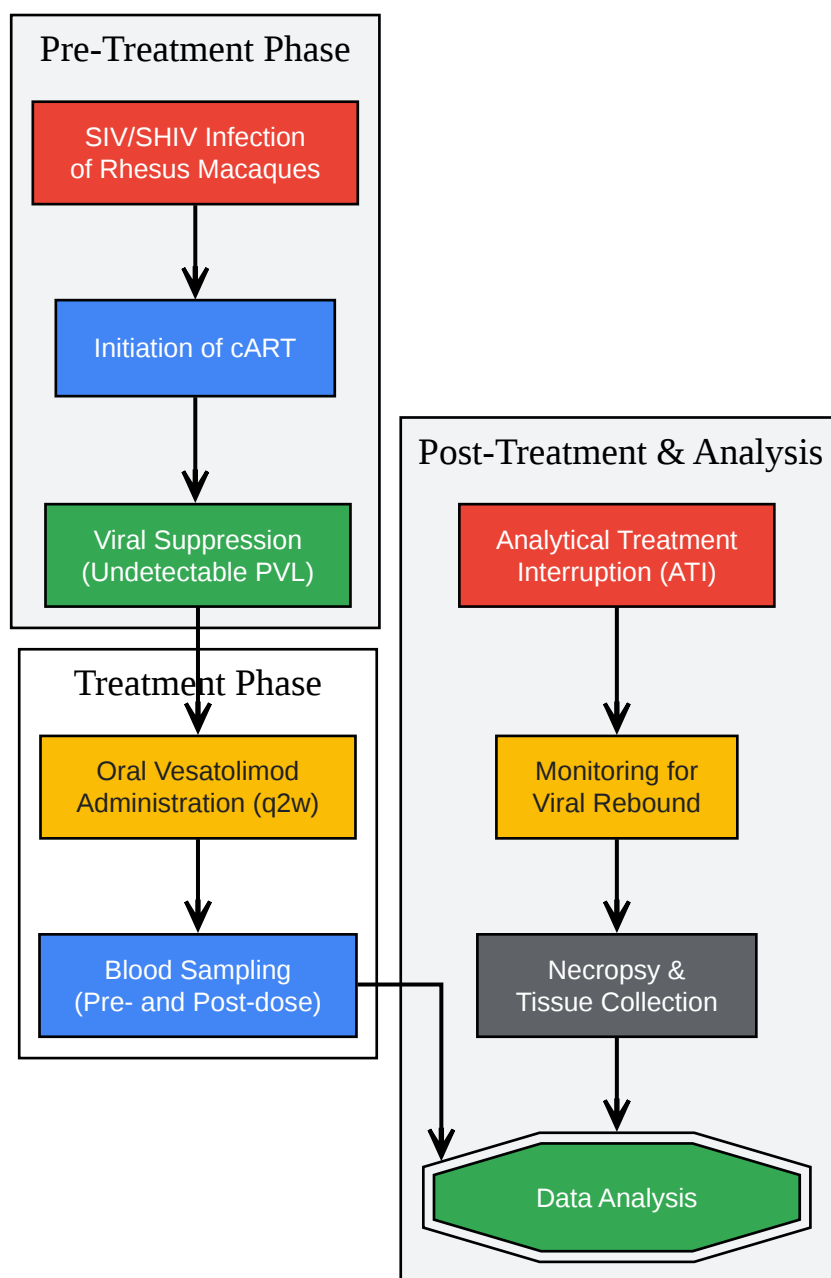 Pre-Treatment Phase
SIV/SHIV Infection
of Rhesus Macaques
Initiation of cART
Viral Suppression
(Undetectable PVL)
Treatment Phase
Oral Vesatolimod
Administration (q2w)
Blood Sampling
(Pre- and Post-dose)
Post-Treatment & Analysis
Analytical Treatment
Interruption (ATI)
Monitoring for
Viral Rebound
Necropsy &
Tissue Collection
Data Analysis